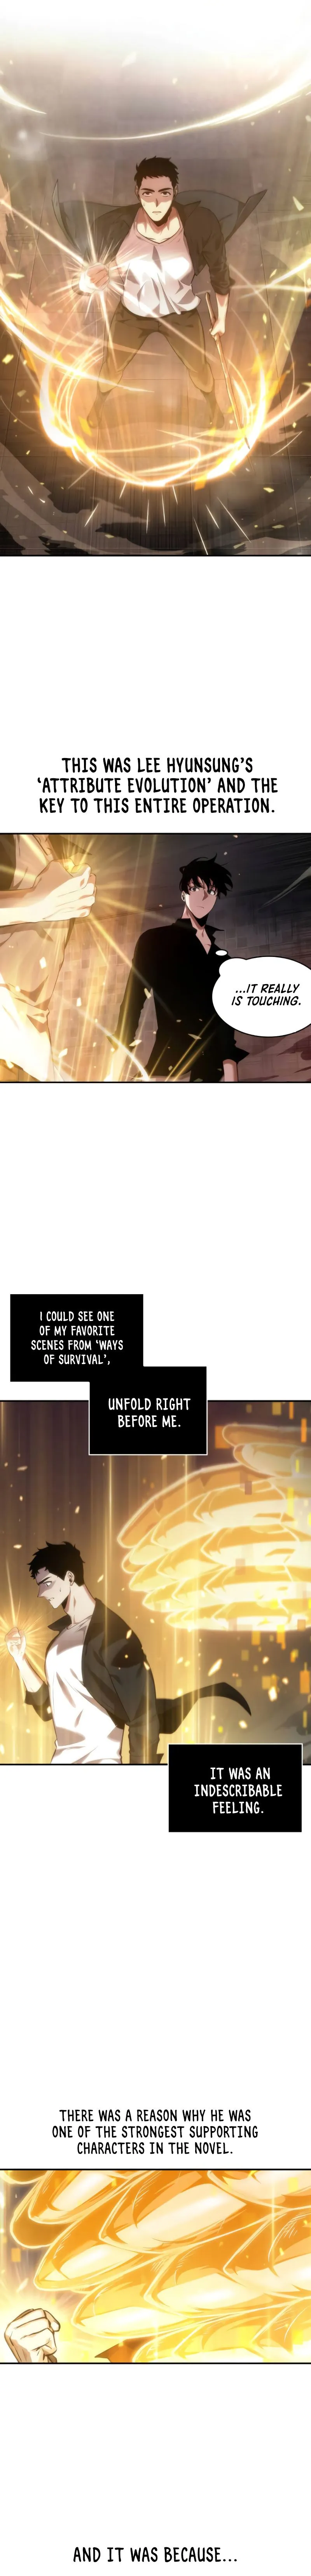 THIS WAS LEE HYUNSUNG'S
'ATTRIBUTE EVOLUTION' AND THE
KEY TO THIS ENTIRE OPERATION.
...IT REALLY
IS TOUCHING.
I COULD SEE ONE
OF MY FAVORITE
SCENES FROM 'WAYS
OF SURVIVAL',
UNFOLD RIGHT
BEFORE ME.
IT WAS AN
INDESCRIBABLE
FEELING.
THERE WAS A REASON WHY HE WAS
ONE OF THE STRONGEST SUPPORTING
CHARACTERS IN THE NOVEL.
AND IT WAS BECAUSE...